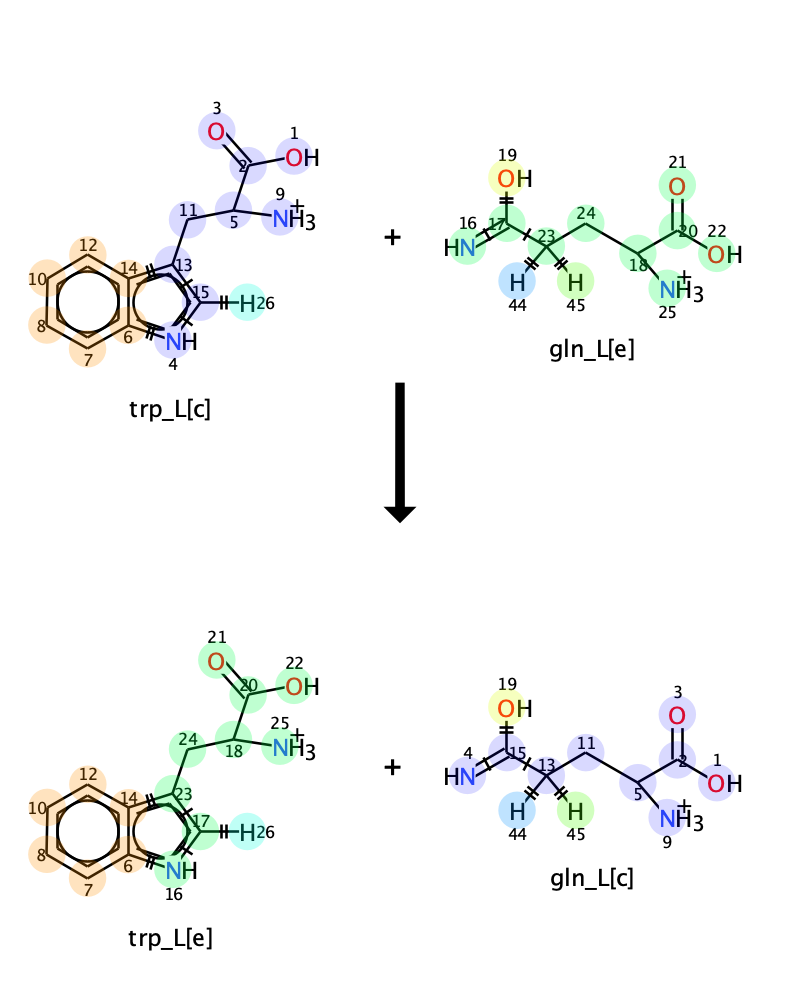 3
O
1
OH
2
9
+
NH3
5
11
19
OH
21
O
16
HN
17
24
20
22
OH
23
18
+
NH3
25
H
44
H
45
gln_L[e]
+
12
10
14
13
15
H26
8
6
7
NH
4
trp_L[c]
21
O
22
OH
20
25
+
NH3
18
24
19
OH
3
O
4
HN
15
11
2
1
OH
13
5
+
NH3
9
H
44
H
45
gln_L[c]
+
12
10
14
23
17
H26
8
6
7
NH
16
trp_L[e]